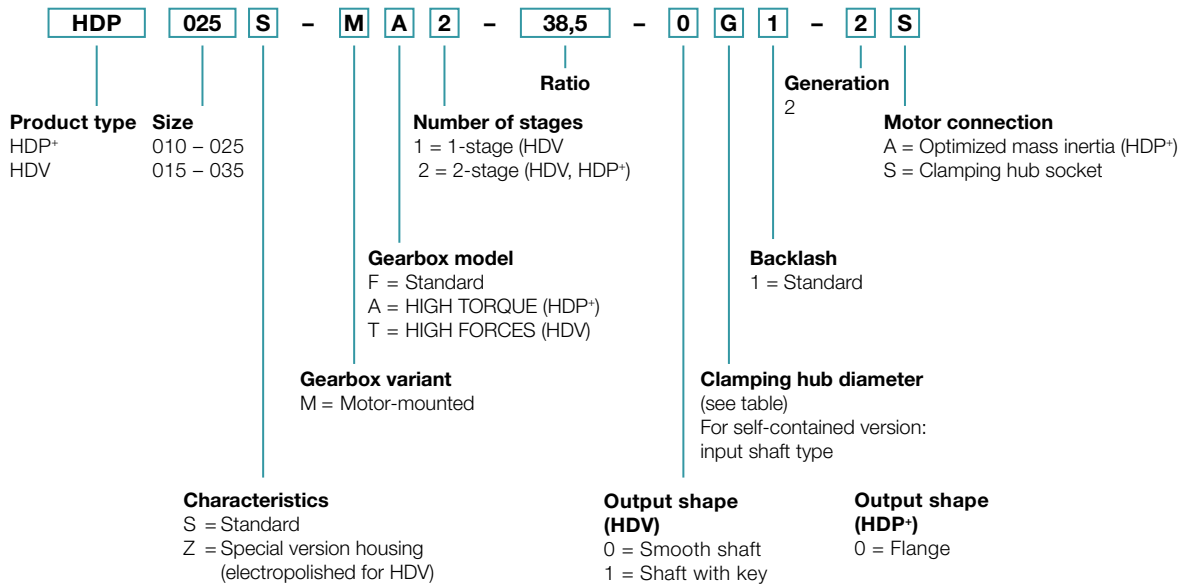 HDP 025 S – M A 2 – 38,5 – 0 G 1 – 2 S
Ratio
Generation
2
Product type
HDP+
HDV
Size
010 – 025
015 – 035
Number of stages
1 = 1-stage (HDV
2 = 2-stage (HDV, HDP+)
Motor connection
A = Optimized mass inertia (HDP+)
S = Clamping hub socket
Gearbox model
F = Standard
A = HIGH TORQUE (HDP+)
T = HIGH FORCES (HDV)
Backlash
1 = Standard
Gearbox variant
M = Motor-mounted
Clamping hub diameter
(see table)
For self-contained version:
input shaft type
Characteristics
S = Standard
Z = Special version housing
(electropolished for HDV)
Output shape
(HDV)
0 = Smooth shaft
1 = Shaft with key
Output shape
(HDP+)
0 = Flange